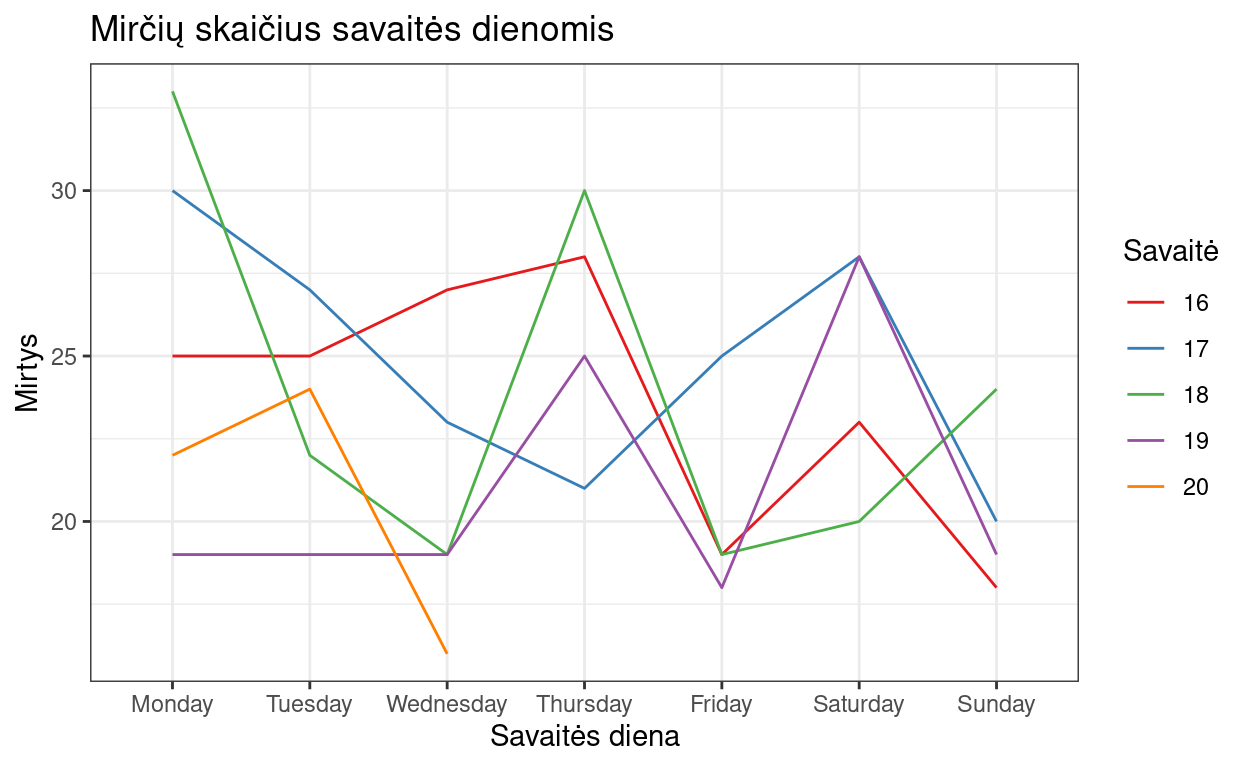 Mirčių skaičius savaitės dienomis
Mirtys
30
25
20
Monday Tuesday Wednesday Thursday Friday Saturday Sunday
Savaitės diena
Savaitė
16
17
18
19
20